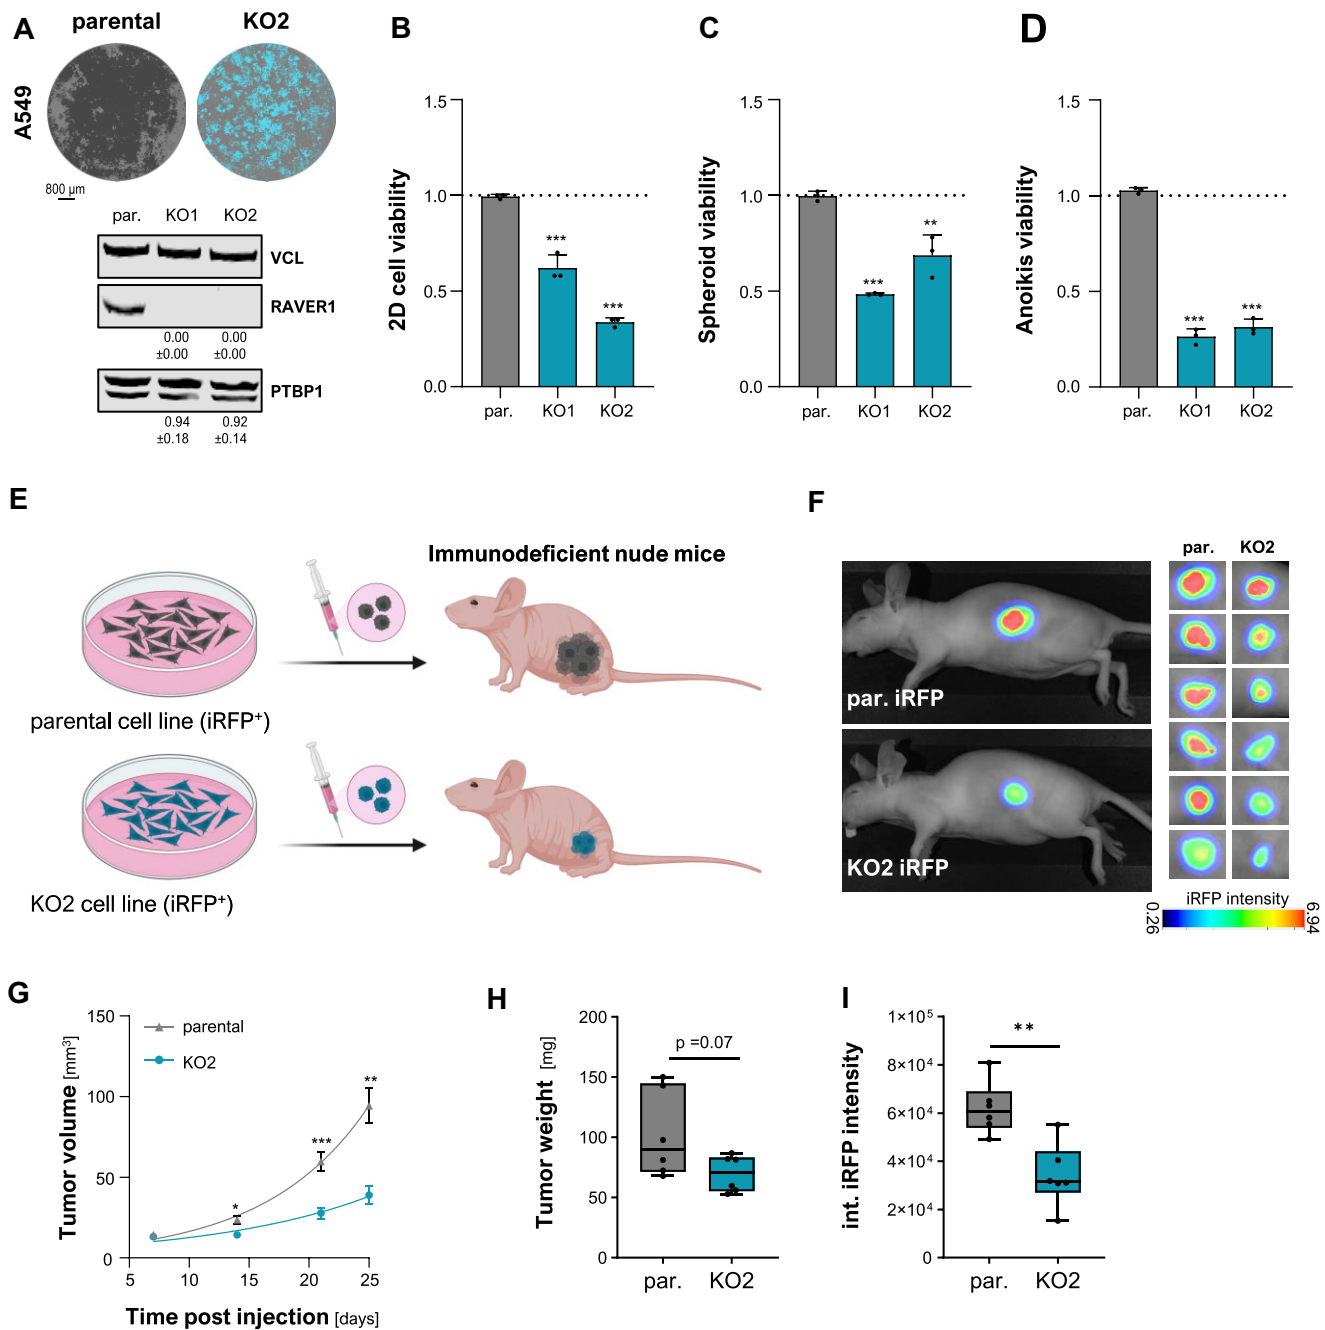 A
parental
KO2
A549
800 µm
par.
KO1
KO2
VCL
RAVER1
0.00
±0.00
0.00
±0.00
PTBP1
0.94
±0.18
0.92
±0.14
B
2D cell viability
1.5
1.0
0.5
0.0
***
***
par.
KO1
KO2
C
Spheroid viability
1.5
1.0
0.5
0.0
***
**
par.
KO1
KO2
D
Anoikis viability
1.5
1.0
0.5
0.0
***
***
par.
KO1
KO2
E
Immunodeficient nude mice
parental cell line (iRFP⁺)
KO2 cell line (iRFP⁺)
F
par. iRFP
KO2 iRFP
par.
KO2
iRFP intensity
0.26
6.94
G
Tumor volume [mm³]
150
100
50
0
parental
KO2
*
***
**
5
10
15
20
25
Time post injection [days]
H
Tumor weight [mg]
200
150
100
50
0
p =0.07
par.
KO2
I
int. iRFP intensity
1×10⁵
8×10⁴
6×10⁴
4×10⁴
2×10⁴
0
**
par.
KO2